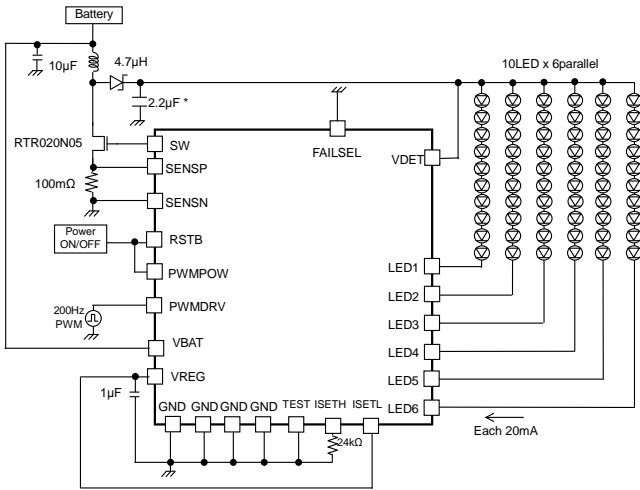 Battery
10µF
4.7µH
10LED x 6parallel
2.2µF *
RTR020N05
SW
FAILSEL
SENSP
VDET
100mΩ
SENSN
Power
ON/OFF
RSTB
PWMPOW
LED1
LED2
200Hz
PWM
PWMDRV
LED3
VBAT
LED4
VREG
LED5
1µF
GND GND GND GND TEST ISETH ISETL
LED6
24kΩ
Each 20mA